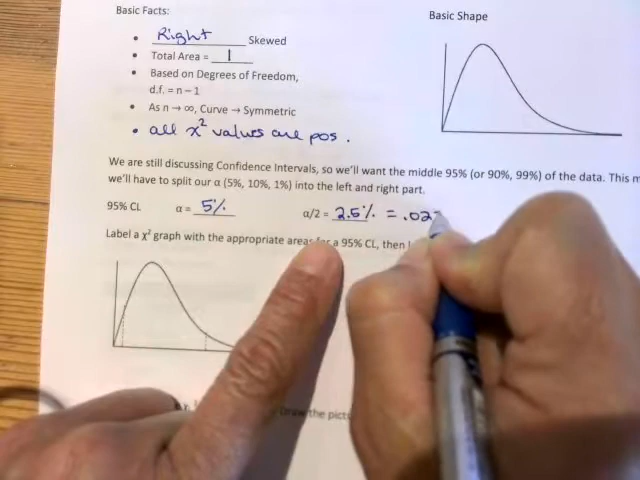 Basic Facts:
Basic Shape
• Right Skewed
• Total Area = 1
• Based on Degrees of Freedom,
d.f. = n − 1
• As n → ∞, Curve → Symmetric
• all x² values are pos.
We are still discussing Confidence Intervals, so we'll want the middle 95% (or 90%, 99%) of the data. This
we'll have to split our α (5%, 10%, 1%) into the left and right part.
95% CL α = 5% α/2 = 2.5% = .02
Label a χ² graph with the appropriate areas for a 95% CL, then
the